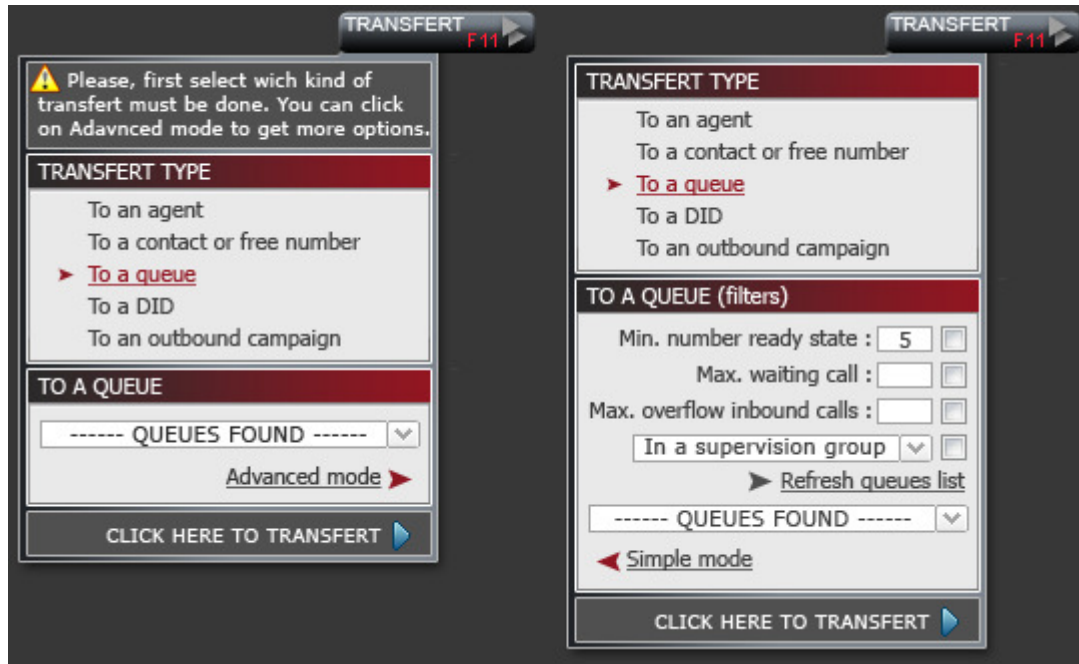 TRANSFERT
F11
Please, first select wich kind of
transfert must be done. You can click
on Adavnced mode to get more options.
TRANSFERT TYPE
To an agent
To a contact or free number
To a queue
To a DID
To an outbound campaign
TO A QUEUE
------ QUEUES FOUND ------
Advanced mode
CLICK HERE TO TRANSFERT
TRANSFERT
F11
TRANSFERT TYPE
To an agent
To a contact or free number
To a queue
To a DID
To an outbound campaign
TO A QUEUE (filters)
Min. number ready state : 5
Max. waiting call :
Max. overflow inbound calls :
In a supervision group
Refresh queues list
------ QUEUES FOUND ------
Simple mode
CLICK HERE TO TRANSFERT